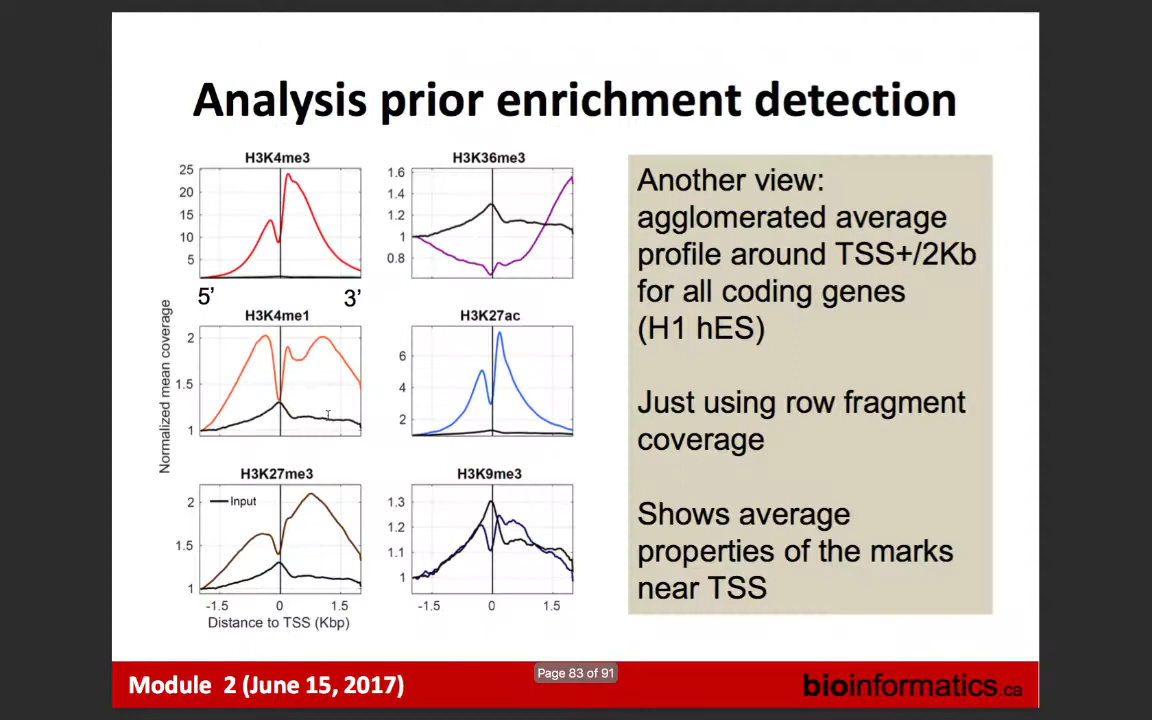 Analysis prior enrichment detection
H3K4me3
25
20
15
10
5
5’
3’
H3K36me3
1.6
1.4
1.2
1
0.8
Normalized mean coverage
H3K4me1
2
1.5
1
H3K27ac
6
4
2
H3K27me3
Input
2
1.5
1
-1.5
0
1.5
Distance to TSS (Kbp)
H3K9me3
1.3
1.2
1.1
1
-1.5
0
1.5
Another view:
agglomerated average
profile around TSS+/2Kb
for all coding genes
(H1 hES)
Just using row fragment
coverage
Shows average
properties of the marks
near TSS
Module 2 (June 15, 2017)
Page 83 of 91
bioinformatics.ca